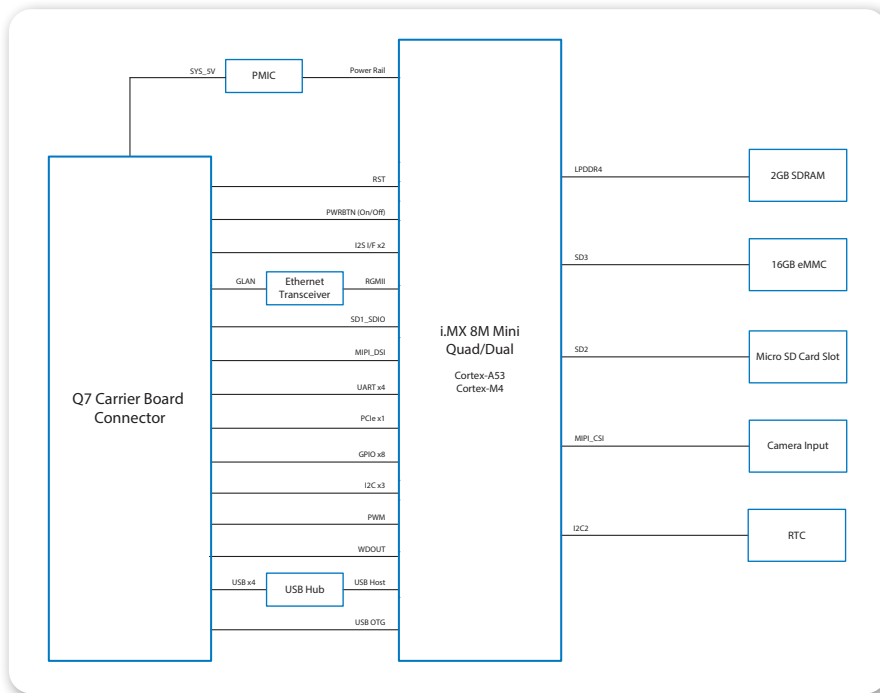 SYS_5V
PMIC
Power Rail
RST
PWRBTN (On/Off)
I2S I/F x2
GLAN
Ethernet
Transceiver
RGMII
SD1_SDIO
MIPI_DSI
UART x4
PCIe x1
GPIO x8
I2C x3
PWM
WDOUT
USB x4
USB Hub
USB Host
USB OTG
Q7 Carrier Board
Connector
i.MX 8M Mini
Quad/Dual
Cortex-A53
Cortex-M4
LPDDR4
2GB SDRAM
SD3
16GB eMMC
SD2
Micro SD Card Slot
MIPI_CSI
Camera Input
I2C2
RTC